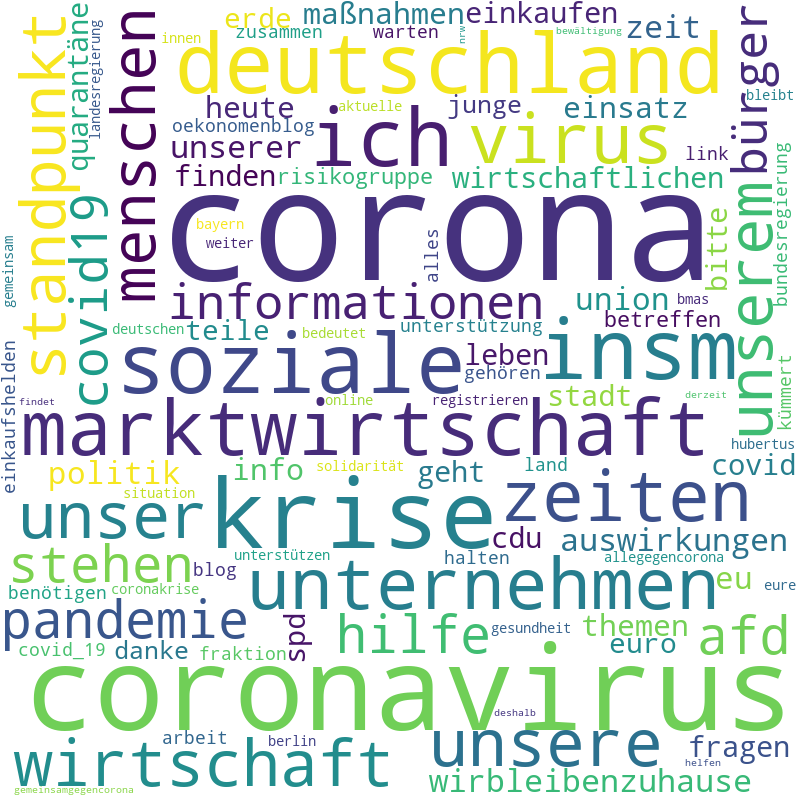 standpunkt
quarantäne
landesregierung
menschen
erde
innen
zusammen
maßnahmen
warten
einkaufen
nrw
bewältigung
zeit
bürger
deutschland
bleibt
heute
aktuelle
junge
einsatz
oekonomenblog
ich
virus
unserer
link
finden
risikogruppe
wirtschaftlichen
covid19
corona
unserem
bundesregierung
bitte
bayern
weiter
alles
gemeinsam
informationen
union
bmas
betreffen
deutschen
teile
bedeutet
unterstützung
insm
soziale
leben
gehören
einkaufshelden
findet
online
registrieren
stadt
derzeit
kümmert
marktwirtschaft
hubertus
politik
info
solidarität
geht
land
covid
situation
krise
zeiten
unser
cdu
auswirkungen
stehen
blog
unterstützen
halten
allegegencorona
benötigen
coronakrise
unternehmen
eu
eure
pandemie
spd
hilfe
gesundheit
themen
afd
covid_19
danke
fraktion
euro
coronavirus
deshalb
arbeit
berlin
unsere
fragen
wirtschaft
helfen
wirbleibenzuhause
gemeinsamgegencorona